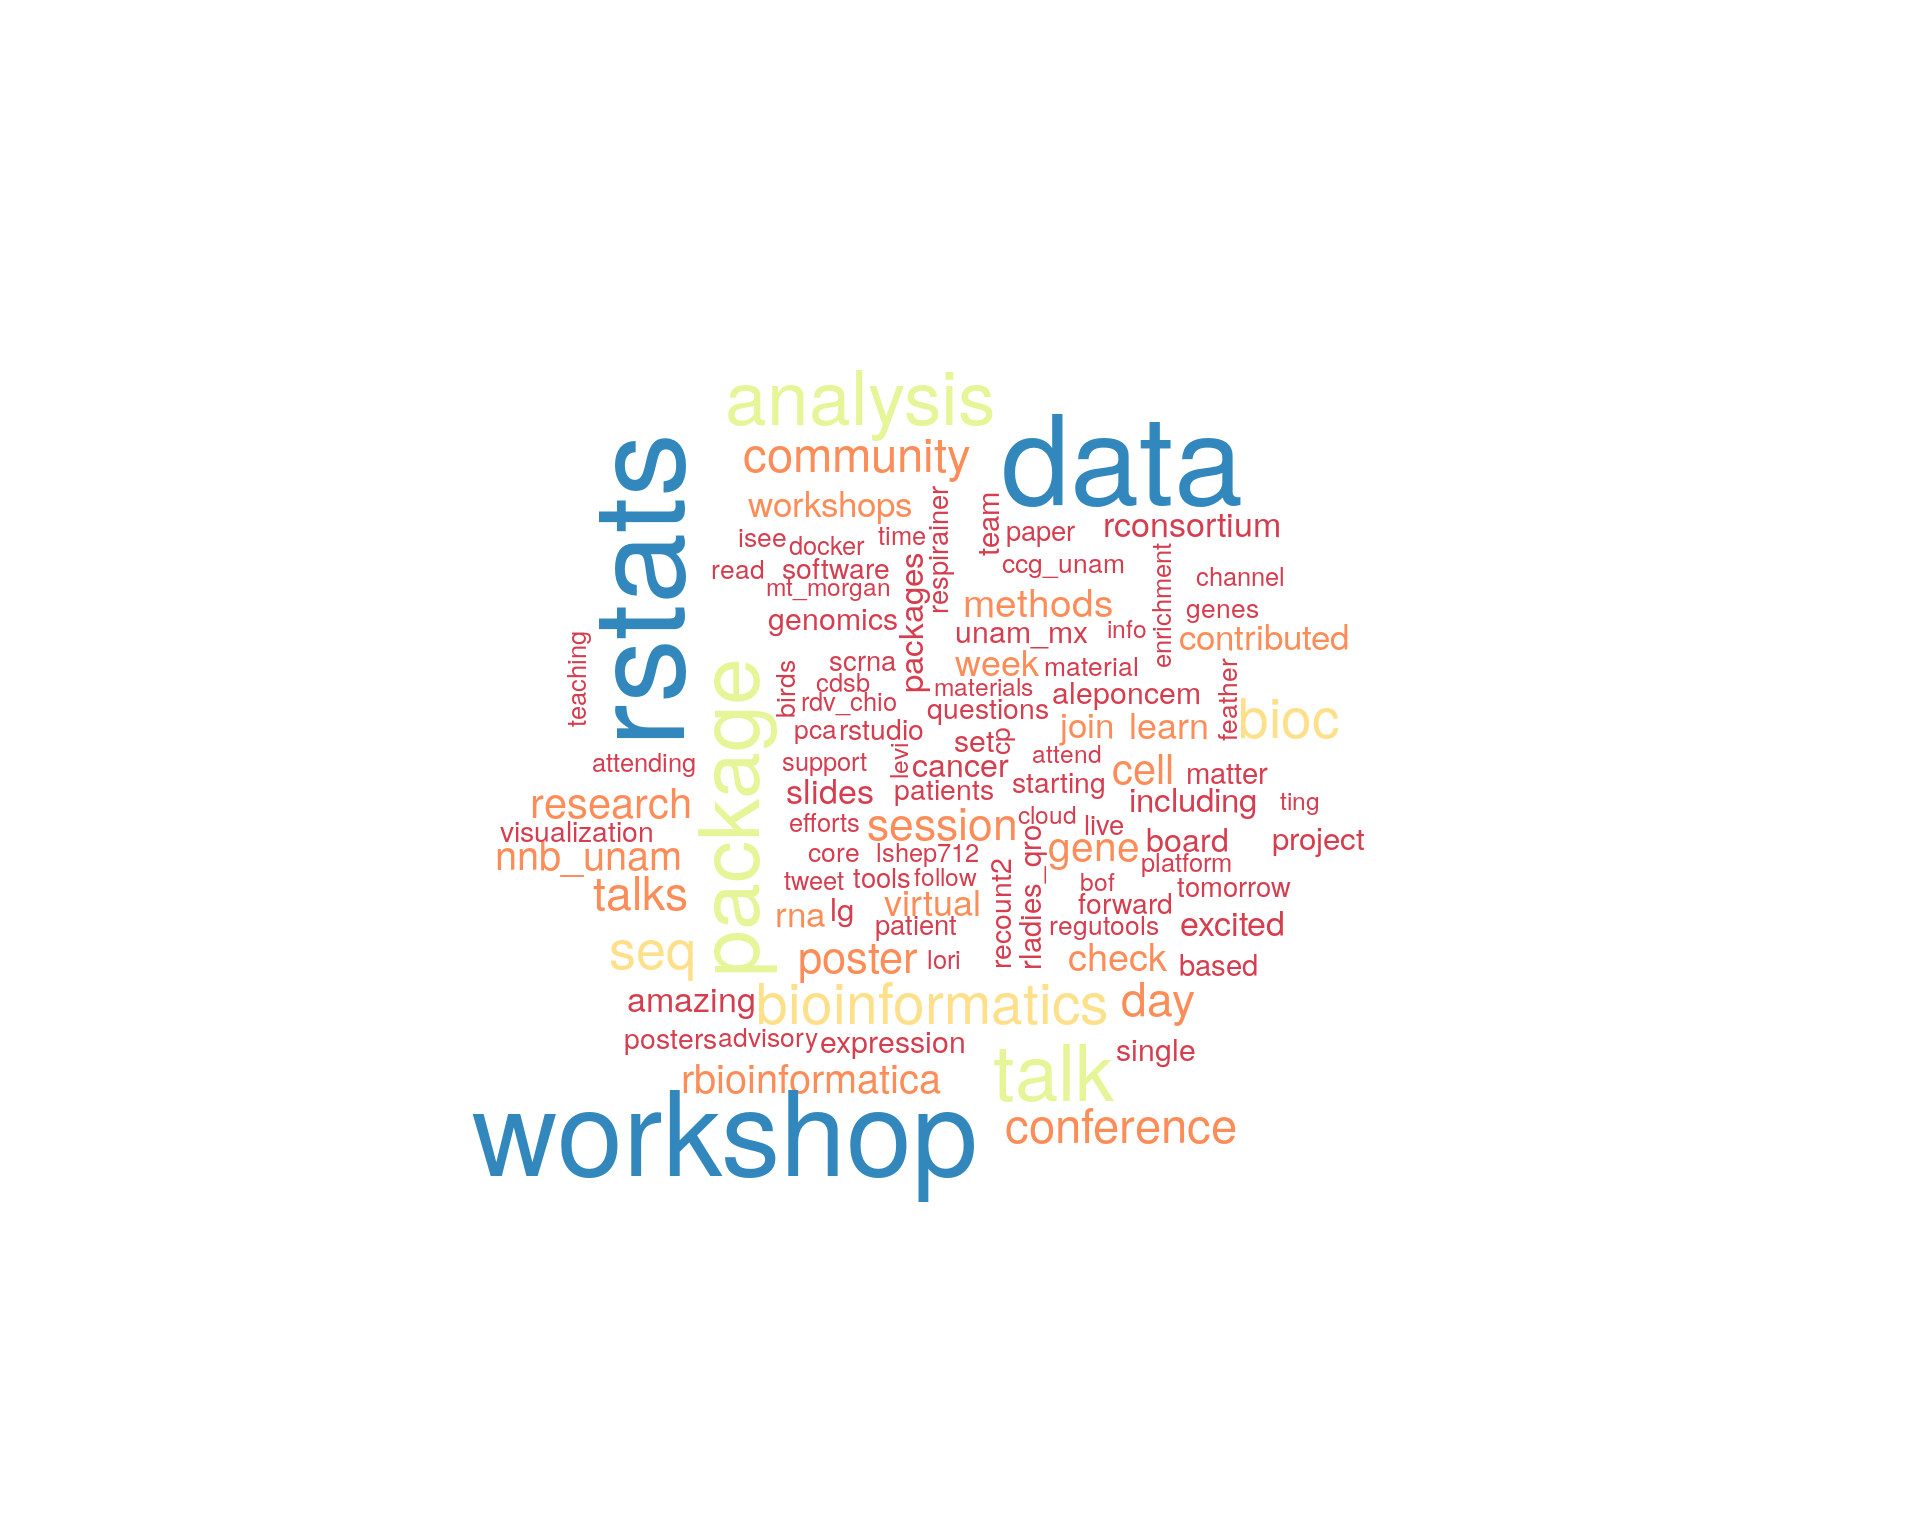 analysis
data
rstats
community
workshops
respirainer
team
paper
rconsortium
isee
docker
time
read
software
packages
ccg_unam
enrichment
channel
mt_morgan
methods
genes
genomics
unam_mx
info
contributed
teaching
package
birds
scrna
week
material
feather
cdsb
materials
aleponcem
rdv_chio
questions
bioc
pca
rstudio
join
learn
set
cp
attending
support
levi
cancer
attend
cell
matter
research
slides
patients
starting
including
ting
visualization
efforts
session
cloud
live
board
project
nnb_unam
core
lshep712
rladies_qro
gene
platform
talks
tweet
tools
follow
recount2
bof
tomorrow
rna
lg
virtual
forward
patient
regutools
excited
seq
poster
lori
check
based
amazing
bioinformatics
day
posters
advisory
expression
single
rbioinformatica
talk
workshop
conference